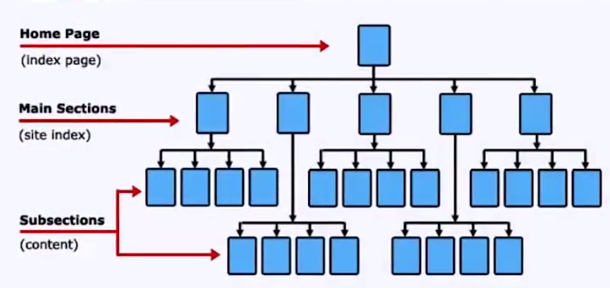 Home Page
(index page)
Main Sections
(site index)
Subsections
(content)